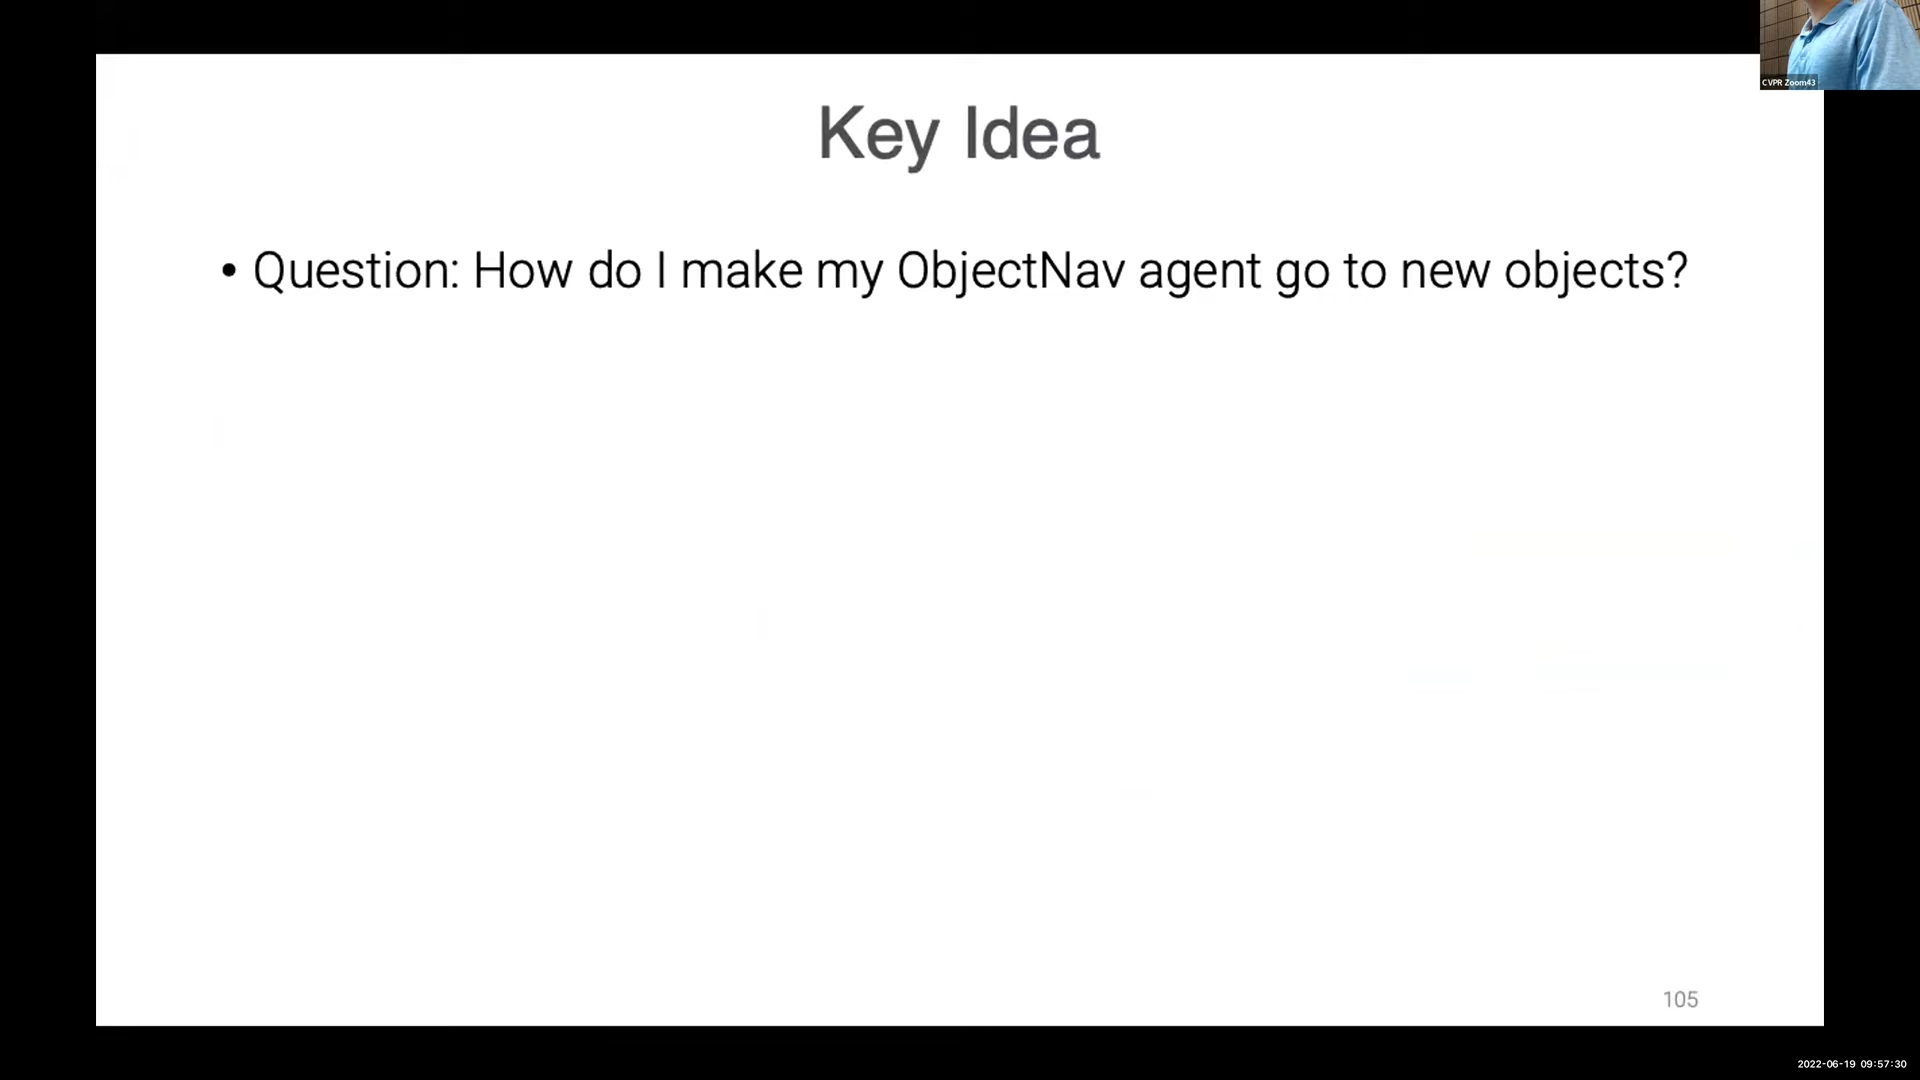 CVPR Zoom43
Key Idea
• Question: How do I make my ObjectNav agent go to new objects?
105
2022-06-19 09:57:30